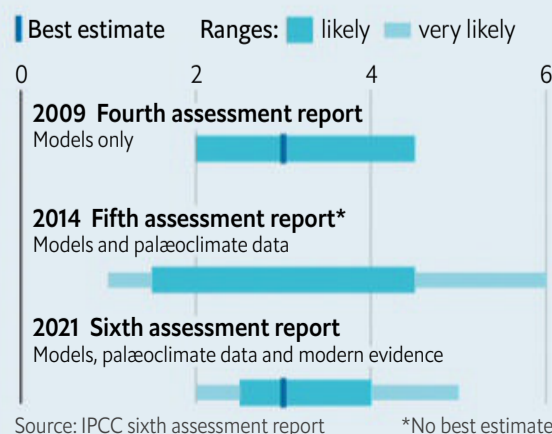 Best estimate Ranges: likely very likely
0 2 4 6
2009 Fourth assessment report
Models only
2014 Fifth assessment report*
Models and palæoclimate data
2021 Sixth assessment report
Models, palæoclimate data and modern evidence
Source: IPCC sixth assessment report *No best estimate